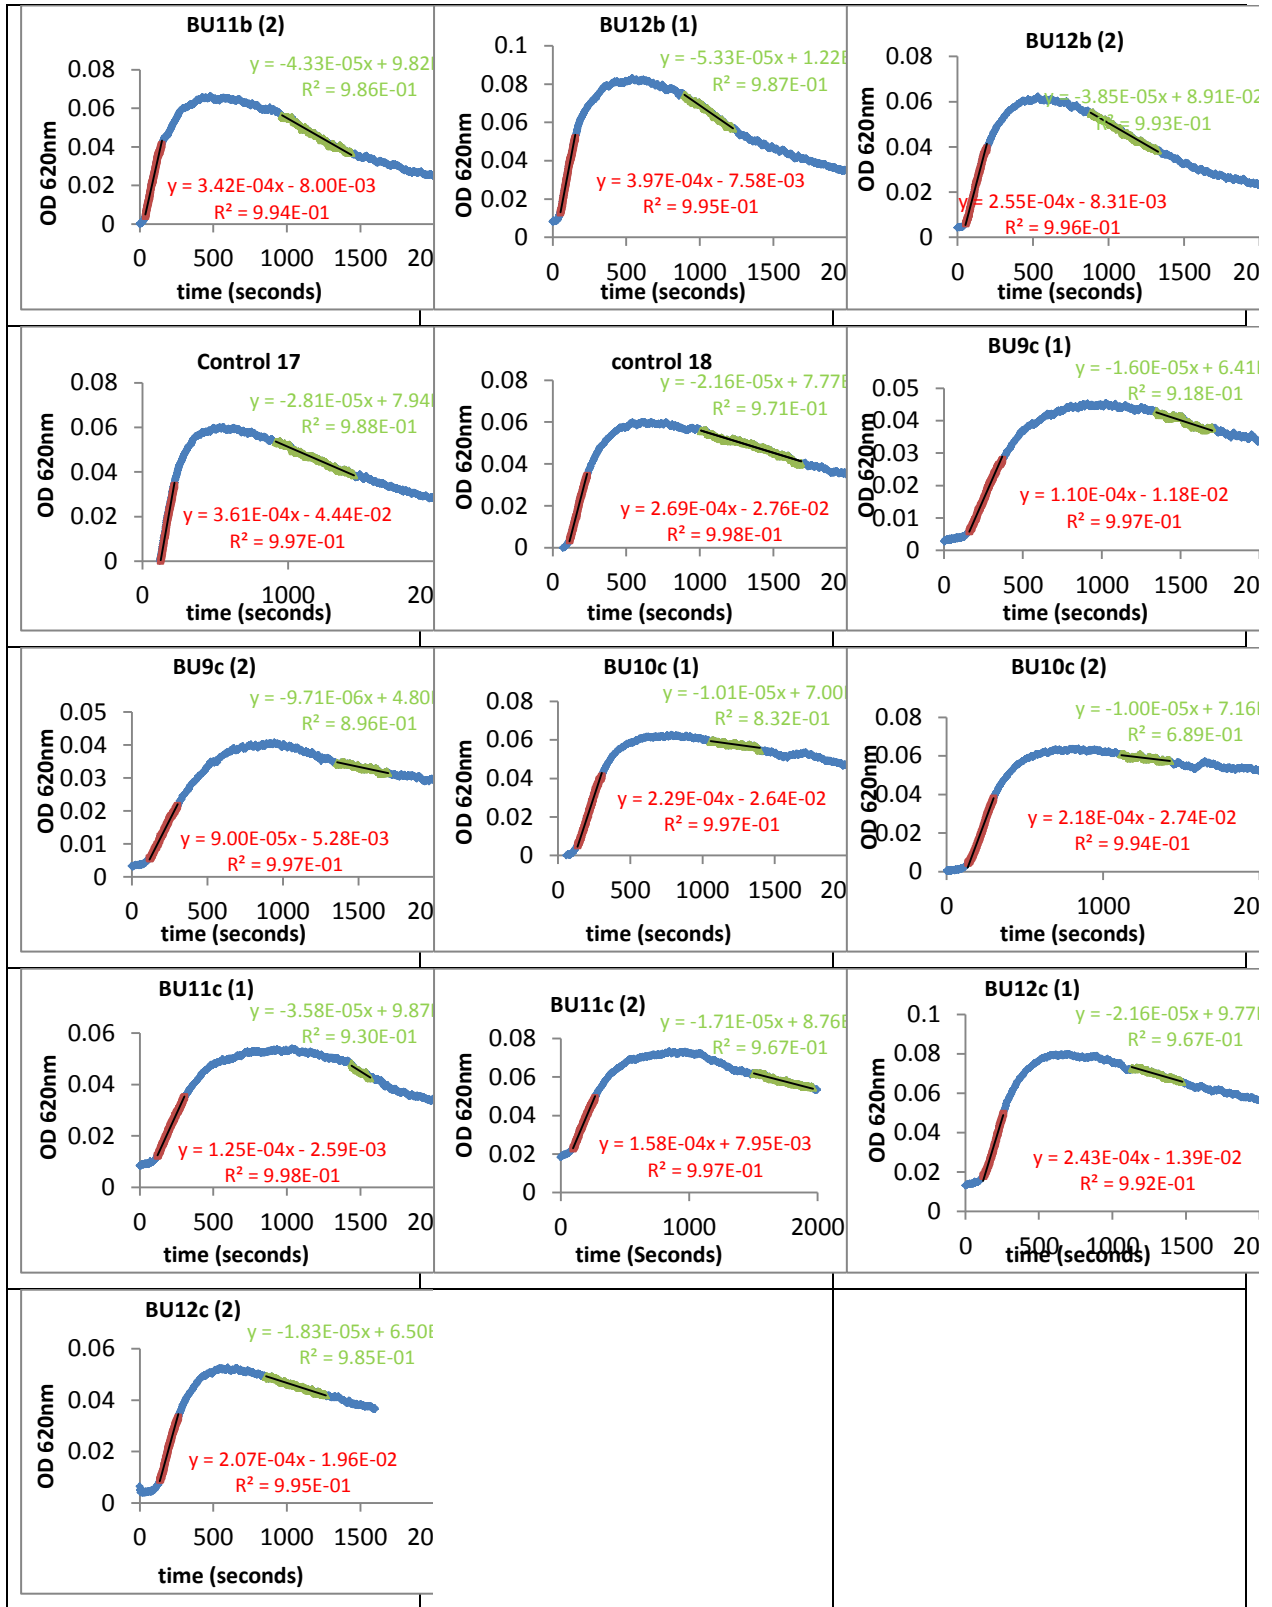 BU11b (2)
y = -4.33E-05x + 9.82
R² = 9.86E-01
0.08
0.06
0.04
0.02
0
OD 620nm
y = 3.42E-04x - 8.00E-03
R² = 9.94E-01
0 500 1000 1500 20
time (seconds)
BU12b (1)
y = -5.33E-05x + 1.22E
R² = 9.87E-01
0.1
0.08
0.06
0.04
0.02
0
OD 620nm
y = 3.97E-04x - 7.58E-03
R² = 9.95E-01
0 500 1000 1500 20
time (seconds)
BU12b (2)
y = -3.85E-05x + 8.91E-02
R² = 9.93E-01
0.08
0.06
0.04
0.02
0
OD 620nm
y = 2.55E-04x - 8.31E-03
R² = 9.96E-01
0 500 1000 1500 20
time (seconds)
Control 17
y = -2.81E-05x + 7.94
R² = 9.88E-01
0.08
0.06
0.04
0.02
0
OD 620nm
y = 3.61E-04x - 4.44E-02
R² = 9.97E-01
0 1000 20
time (seconds)
control 18
y = -2.16E-05x + 7.77E
R² = 9.71E-01
0.08
0.06
0.04
0.02
0
OD 620nm
y = 2.69E-04x - 2.76E-02
R² = 9.98E-01
0 500 1000 1500 20
time (seconds)
BU9c (1)
y = -1.60E-05x + 6.41
R² = 9.18E-01
0.05
0.04
0.03
0.02
0.01
0
OD 620nm
y = 1.10E-04x - 1.18E-02
R² = 9.97E-01
0 500 1000 1500 20
time (seconds)
BU9c (2)
y = -9.71E-06x + 4.80
R² = 8.96E-01
0.05
0.04
0.03
0.02
0.01
0
OD 620nm
y = 9.00E-05x - 5.28E-03
R² = 9.97E-01
0 500 1000 1500 20
time (seconds)
BU10c (1)
y = -1.01E-05x + 7.00
R² = 8.32E-01
0.08
0.06
0.04
0.02
0
OD 620nm
y = 2.29E-04x - 2.64E-02
R² = 9.97E-01
0 500 1000 1500 20
time (seconds)
BU10c (2)
y = -1.00E-05x + 7.16
R² = 6.89E-01
0.08
0.06
0.04
0.02
0
OD 620nm
y = 2.18E-04x - 2.74E-02
R² = 9.94E-01
0 1000 20
time (seconds)
BU11c (1)
y = -3.58E-05x + 9.87
R² = 9.30E-01
0.06
0.04
0.02
0
OD 620nm
y = 1.25E-04x - 2.59E-03
R² = 9.98E-01
0 500 1000 1500 20
time (seconds)
BU11c (2)
y = -1.71E-05x + 8.76E
R² = 9.67E-01
0.08
0.06
0.04
0.02
0
OD 620nm
y = 1.58E-04x + 7.95E-03
R² = 9.97E-01
0 1000 2000
time (Seconds)
BU12c (1)
y = -2.16E-05x + 9.77
R² = 9.67E-01
0.1
0.08
0.06
0.04
0.02
0
OD 620nm
y = 2.43E-04x - 1.39E-02
R² = 9.92E-01
0 500 1000 1500 20
time (seconds)
BU12c (2)
y = -1.83E-05x + 6.50E
R² = 9.85E-01
0.06
0.04
0.02
0
OD 620nm
y = 2.07E-04x - 1.96E-02
R² = 9.95E-01
0 500 1000 1500 20
time (seconds)